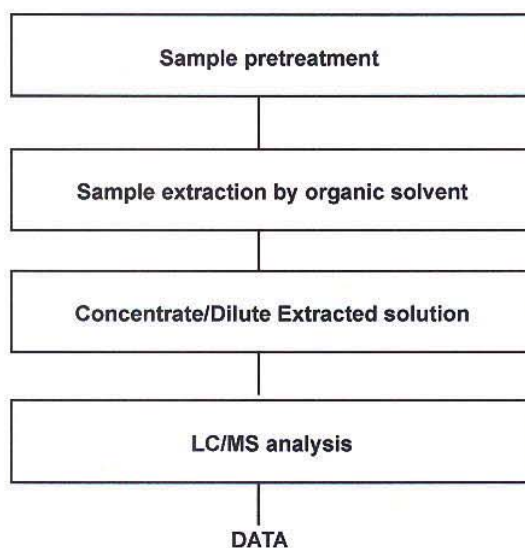 Sample pretreatment
Sample extraction by organic solvent
Concentrate/Dilute Extracted solution
LC/MS analysis
DATA